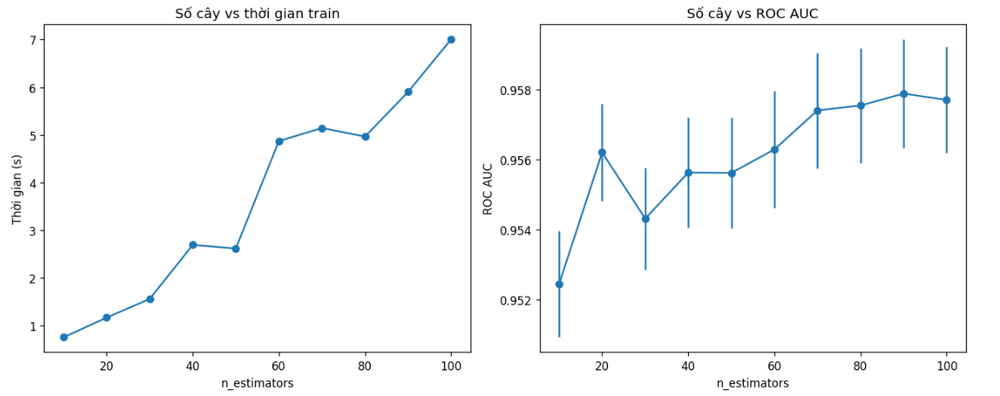 Số cây vs thời gian train
7
6
5
4
3
2
1
Thời gian (s)
20 40 60 80 100
n_estimators
Số cây vs ROC AUC
0.958
0.956
0.954
0.952
ROC AUC
20 40 60 80 100
n_estimators